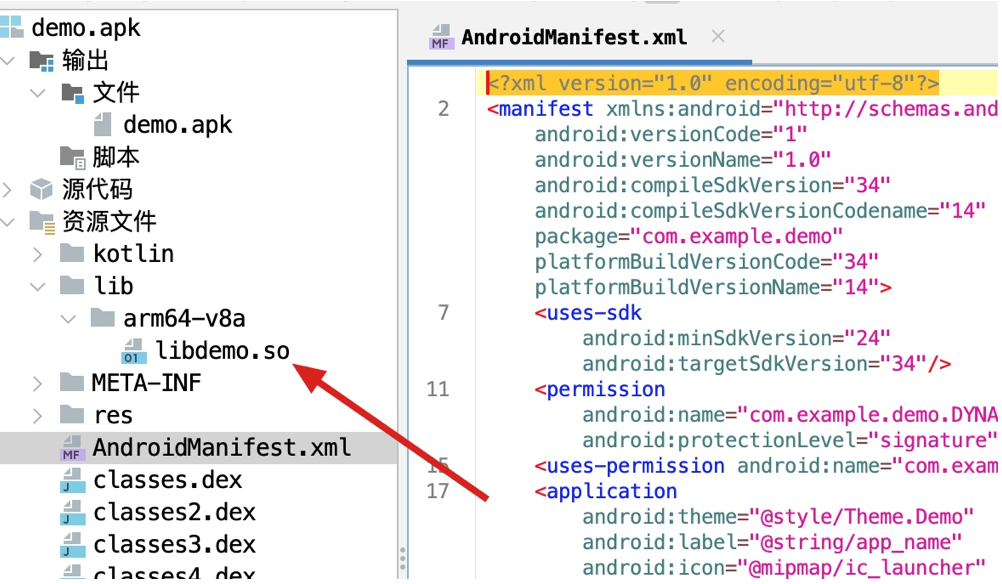 demo.apk
输出
文件
demo.apk
脚本
源代码
资源文件
kotlin
lib
arm64-v8a
01 libdemo.so
META-INF
res
MF AndroidManifest.xml
J classes.dex
J classes2.dex
J classes3.dex
classes4.dex
MF AndroidManifest.xml
<?xml version="1.0" encoding="utf-8"?>
2 <manifest xmlns:android="http://schemas.and
android:versionCode="1"
android:versionName="1.0"
android:compileSdkVersion="34"
android:compileSdkVersionCodename="14"
package="com.example.demo"
platformBuildVersionCode="34"
platformBuildVersionName="14">
7 <uses-sdk
android:minSdkVersion="24"
android:targetSdkVersion="34"/>
11 <permission
android:name="com.example.demo.DYNA
android:protectionLevel="signature"
15 <uses-permission android:name="com.exam
17 <application
android:theme="@style/Theme.Demo"
android:label="@string/app_name"
android:icon="@mipmap/ic_launcher"